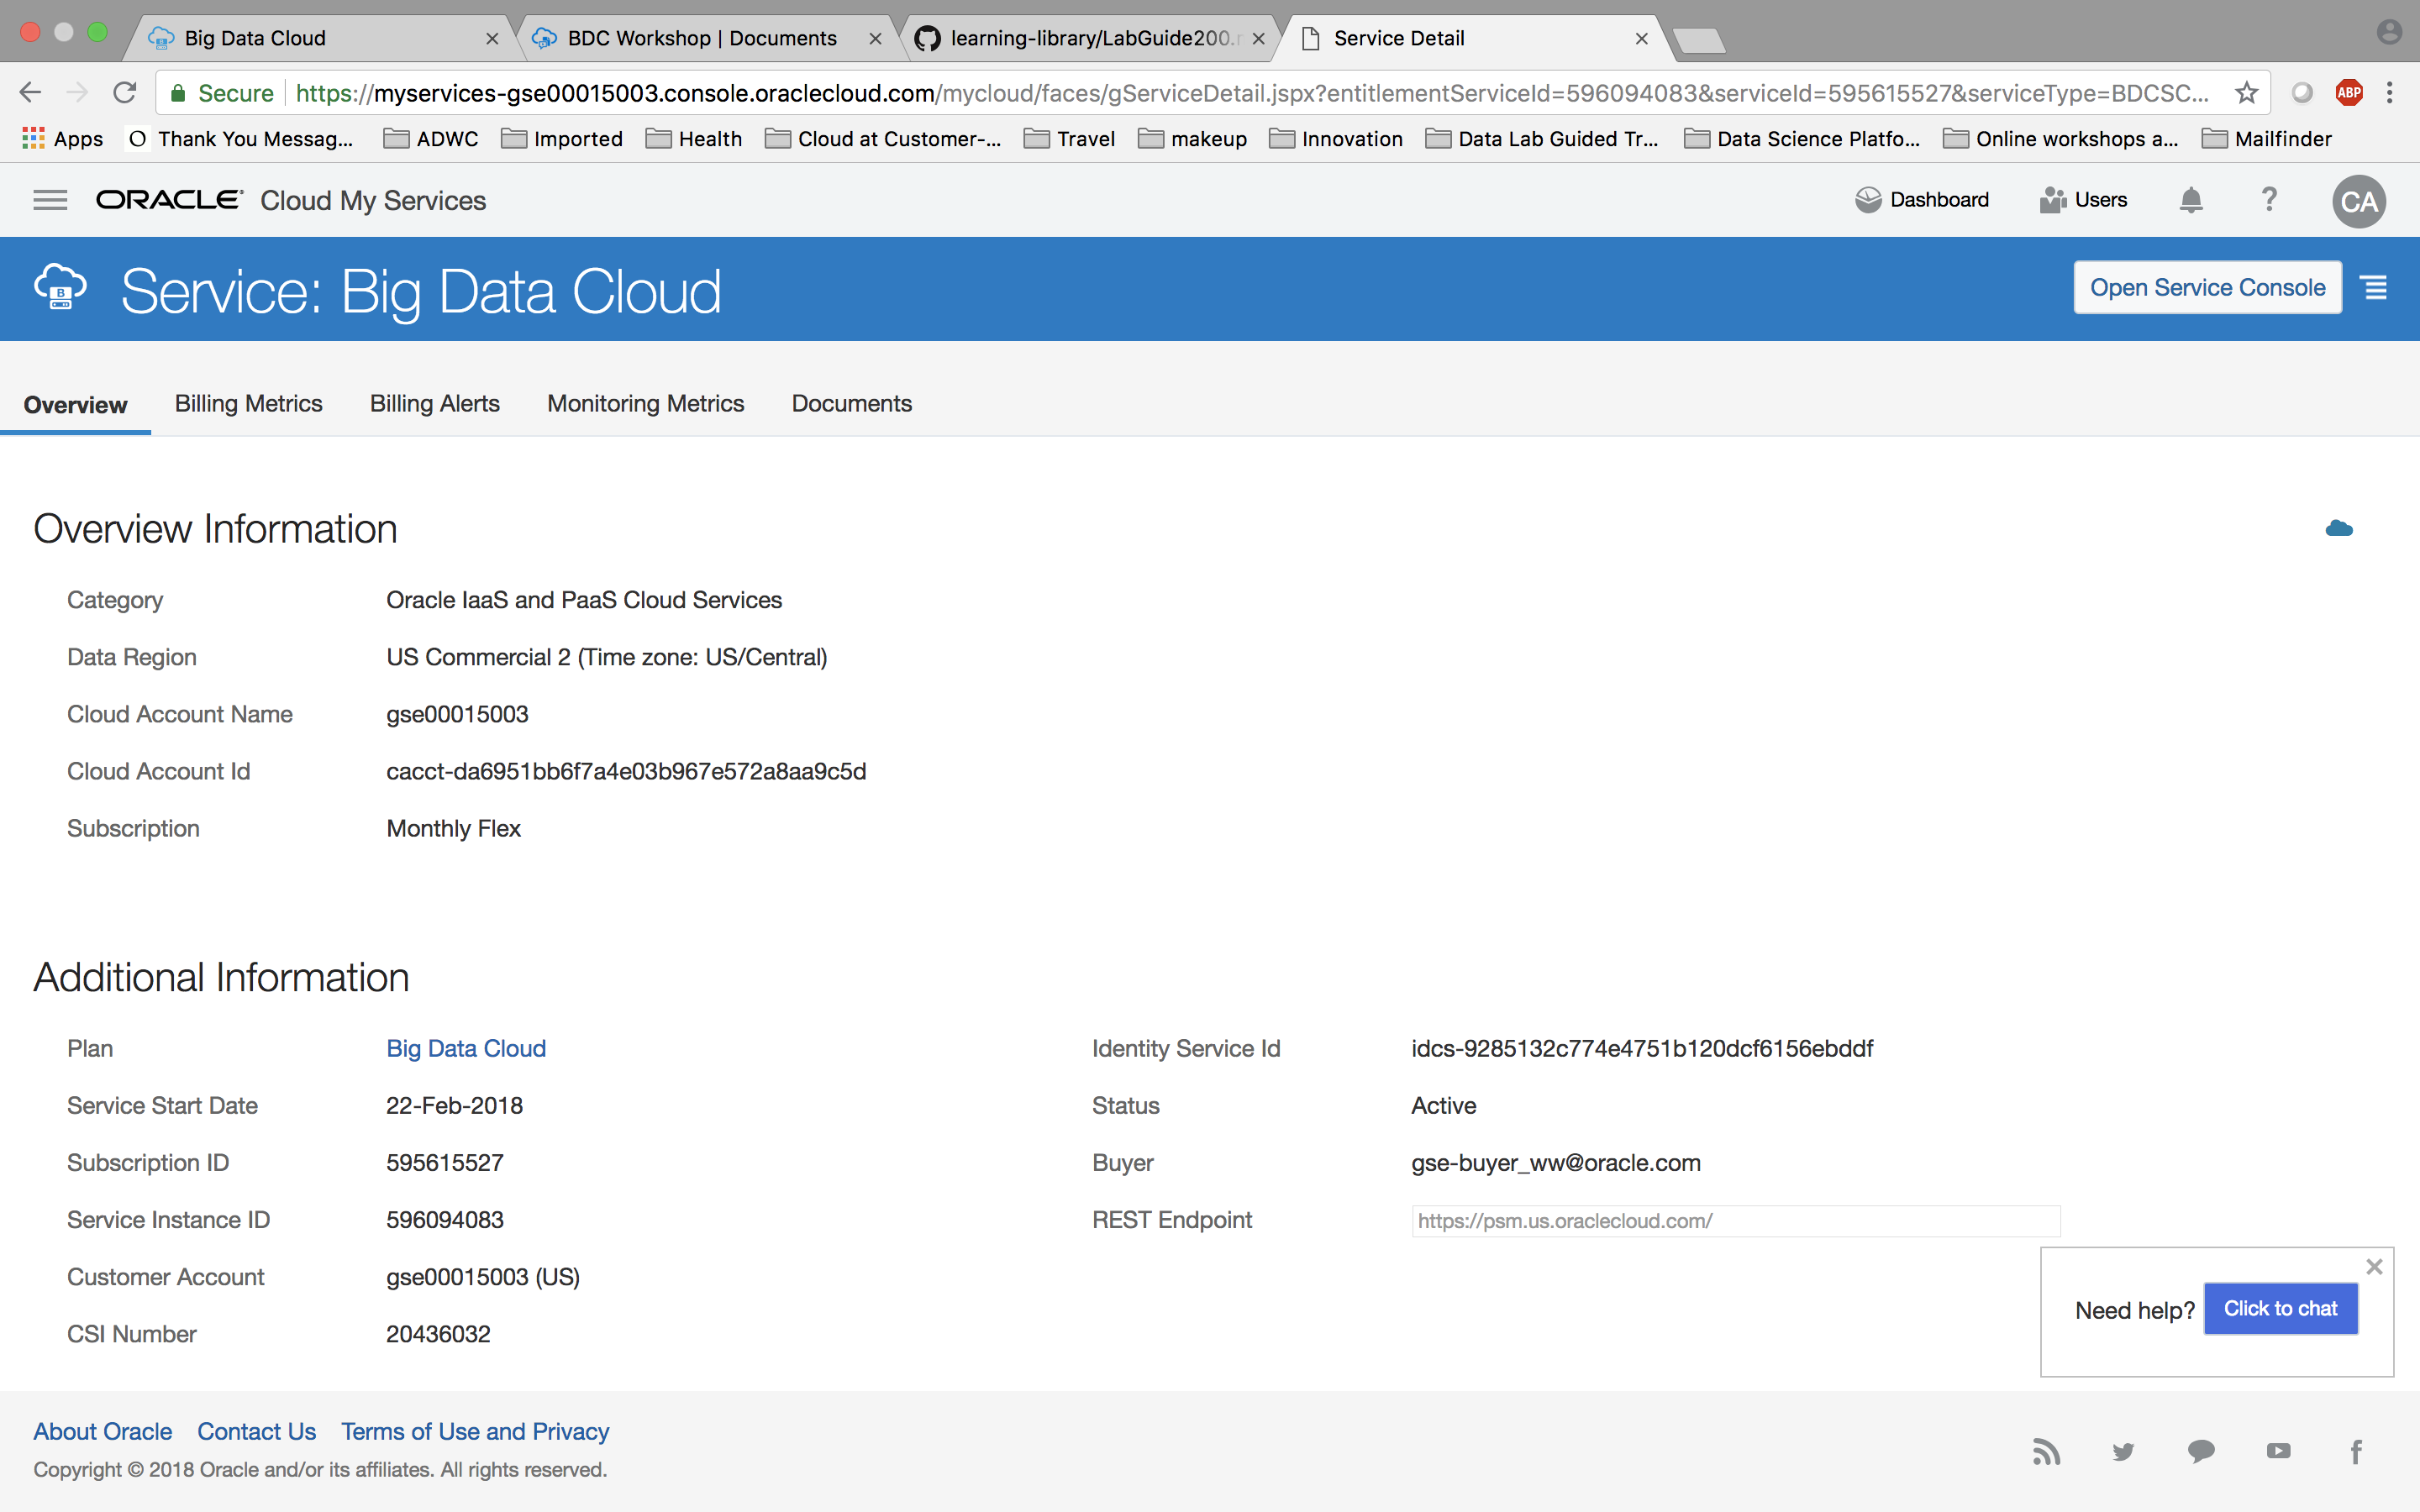 Big Data Cloud
BDC Workshop | Documents
learning-library/LabGuide200.r
Service Detail
Secure https://myservices-gse00015003.console.oraclecloud.com/mycloud/faces/gServiceDetail.jspx?entitlementServiceId=596094083&serviceId=595615527&serviceType=BDCSC...
ABP
Apps
O Thank You Messag...
ADWC
Imported
Health
Cloud at Customer-...
Travel
makeup
Innovation
Data Lab Guided Tr...
Data Science Platfo...
Online workshops a...
Mailfinder
ORACLE Cloud My Services
Dashboard
Users
?
CA
B
Service: Big Data Cloud
Open Service Console
Overview
Billing Metrics
Billing Alerts
Monitoring Metrics
Documents
Overview Information
Category Oracle IaaS and PaaS Cloud Services
Data Region US Commercial 2 (Time zone: US/Central)
Cloud Account Name gse00015003
Cloud Account Id cacct-da6951bb6f7a4e03b967e572a8aa9c5d
Subscription Monthly Flex
Additional Information
Plan Big Data Cloud
Service Start Date 22-Feb-2018
Subscription ID 595615527
Service Instance ID 596094083
Customer Account gse00015003 (US)
CSI Number 20436032
Identity Service Id idcs-9285132c774e4751b120dcf6156ebddf
Status Active
Buyer gse-buyer_ww@oracle.com
REST Endpoint https://psm.us.oraclecloud.com/
Need help? Click to chat
About Oracle Contact Us Terms of Use and Privacy
Copyright © 2018 Oracle and/or its affiliates. All rights reserved.